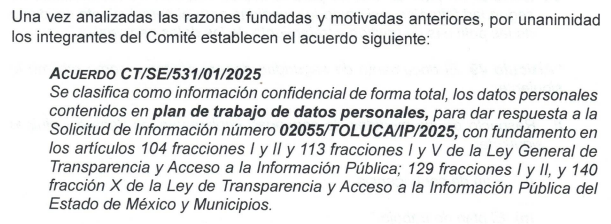 Una vez analizadas las razones fundadas y motivadas anteriores, por unanimidad
los integrantes del Comité establecen el acuerdo siguiente:
ACUERDO CT/SE/531/01/2025
Se clasifica como información confidencial de forma total, los datos personales
contenidos en plan de trabajo de datos personales, para dar respuesta a la
Solicitud de Información número 02055/TOLUCA/IP/2025, con fundamento en
los artículos 104 fracciones I y II y 113 fracciones I y V de la Ley General de
Transparencia y Acceso a la Información Pública; 129 fracciones I y II, y 140
fracción X de la Ley de Transparencia y Acceso a la Información Pública del
Estado de México y Municipios.